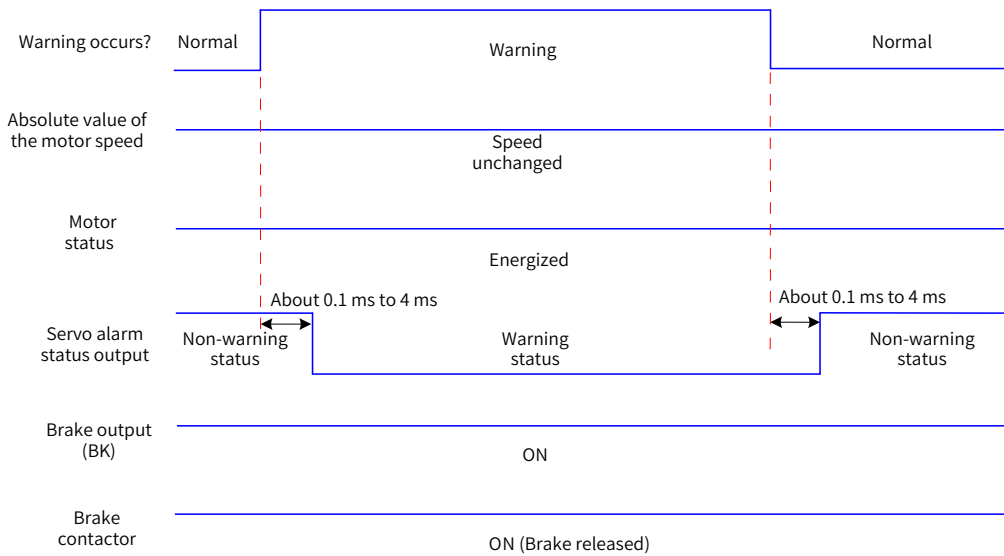 Warning occurs?
Normal
Warning
Normal
Absolute value of
the motor speed
Speed
unchanged
Motor
status
Energized
About 0.1 ms to 4 ms
About 0.1 ms to 4 ms
Servo alarm
status output
Non-warning
status
Warning
status
Non-warning
status
Brake output
(BK)
ON
Brake
contactor
ON (Brake released)